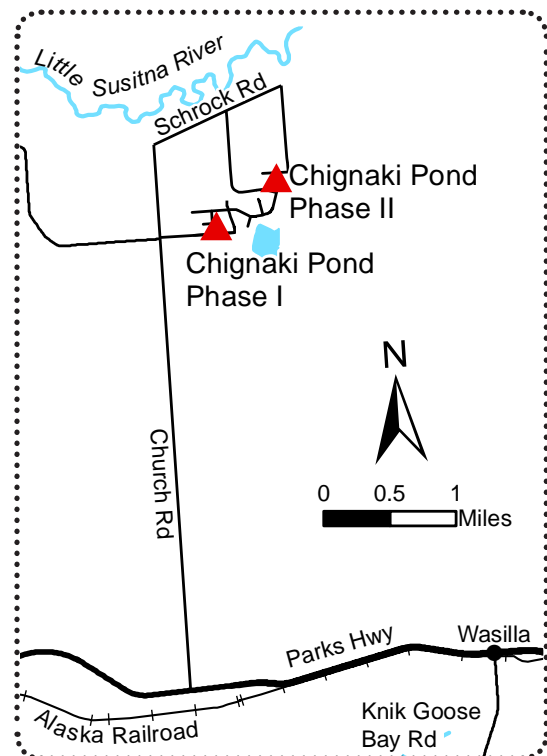 Little Susitna River
Schrock Rd
Chignaki Pond
Phase II
Chignaki Pond
Phase I
N
0 0.5 1
Miles
Church Rd
Parks Hwy
Wasilla
Alaska Railroad
Knik Goose
Bay Rd